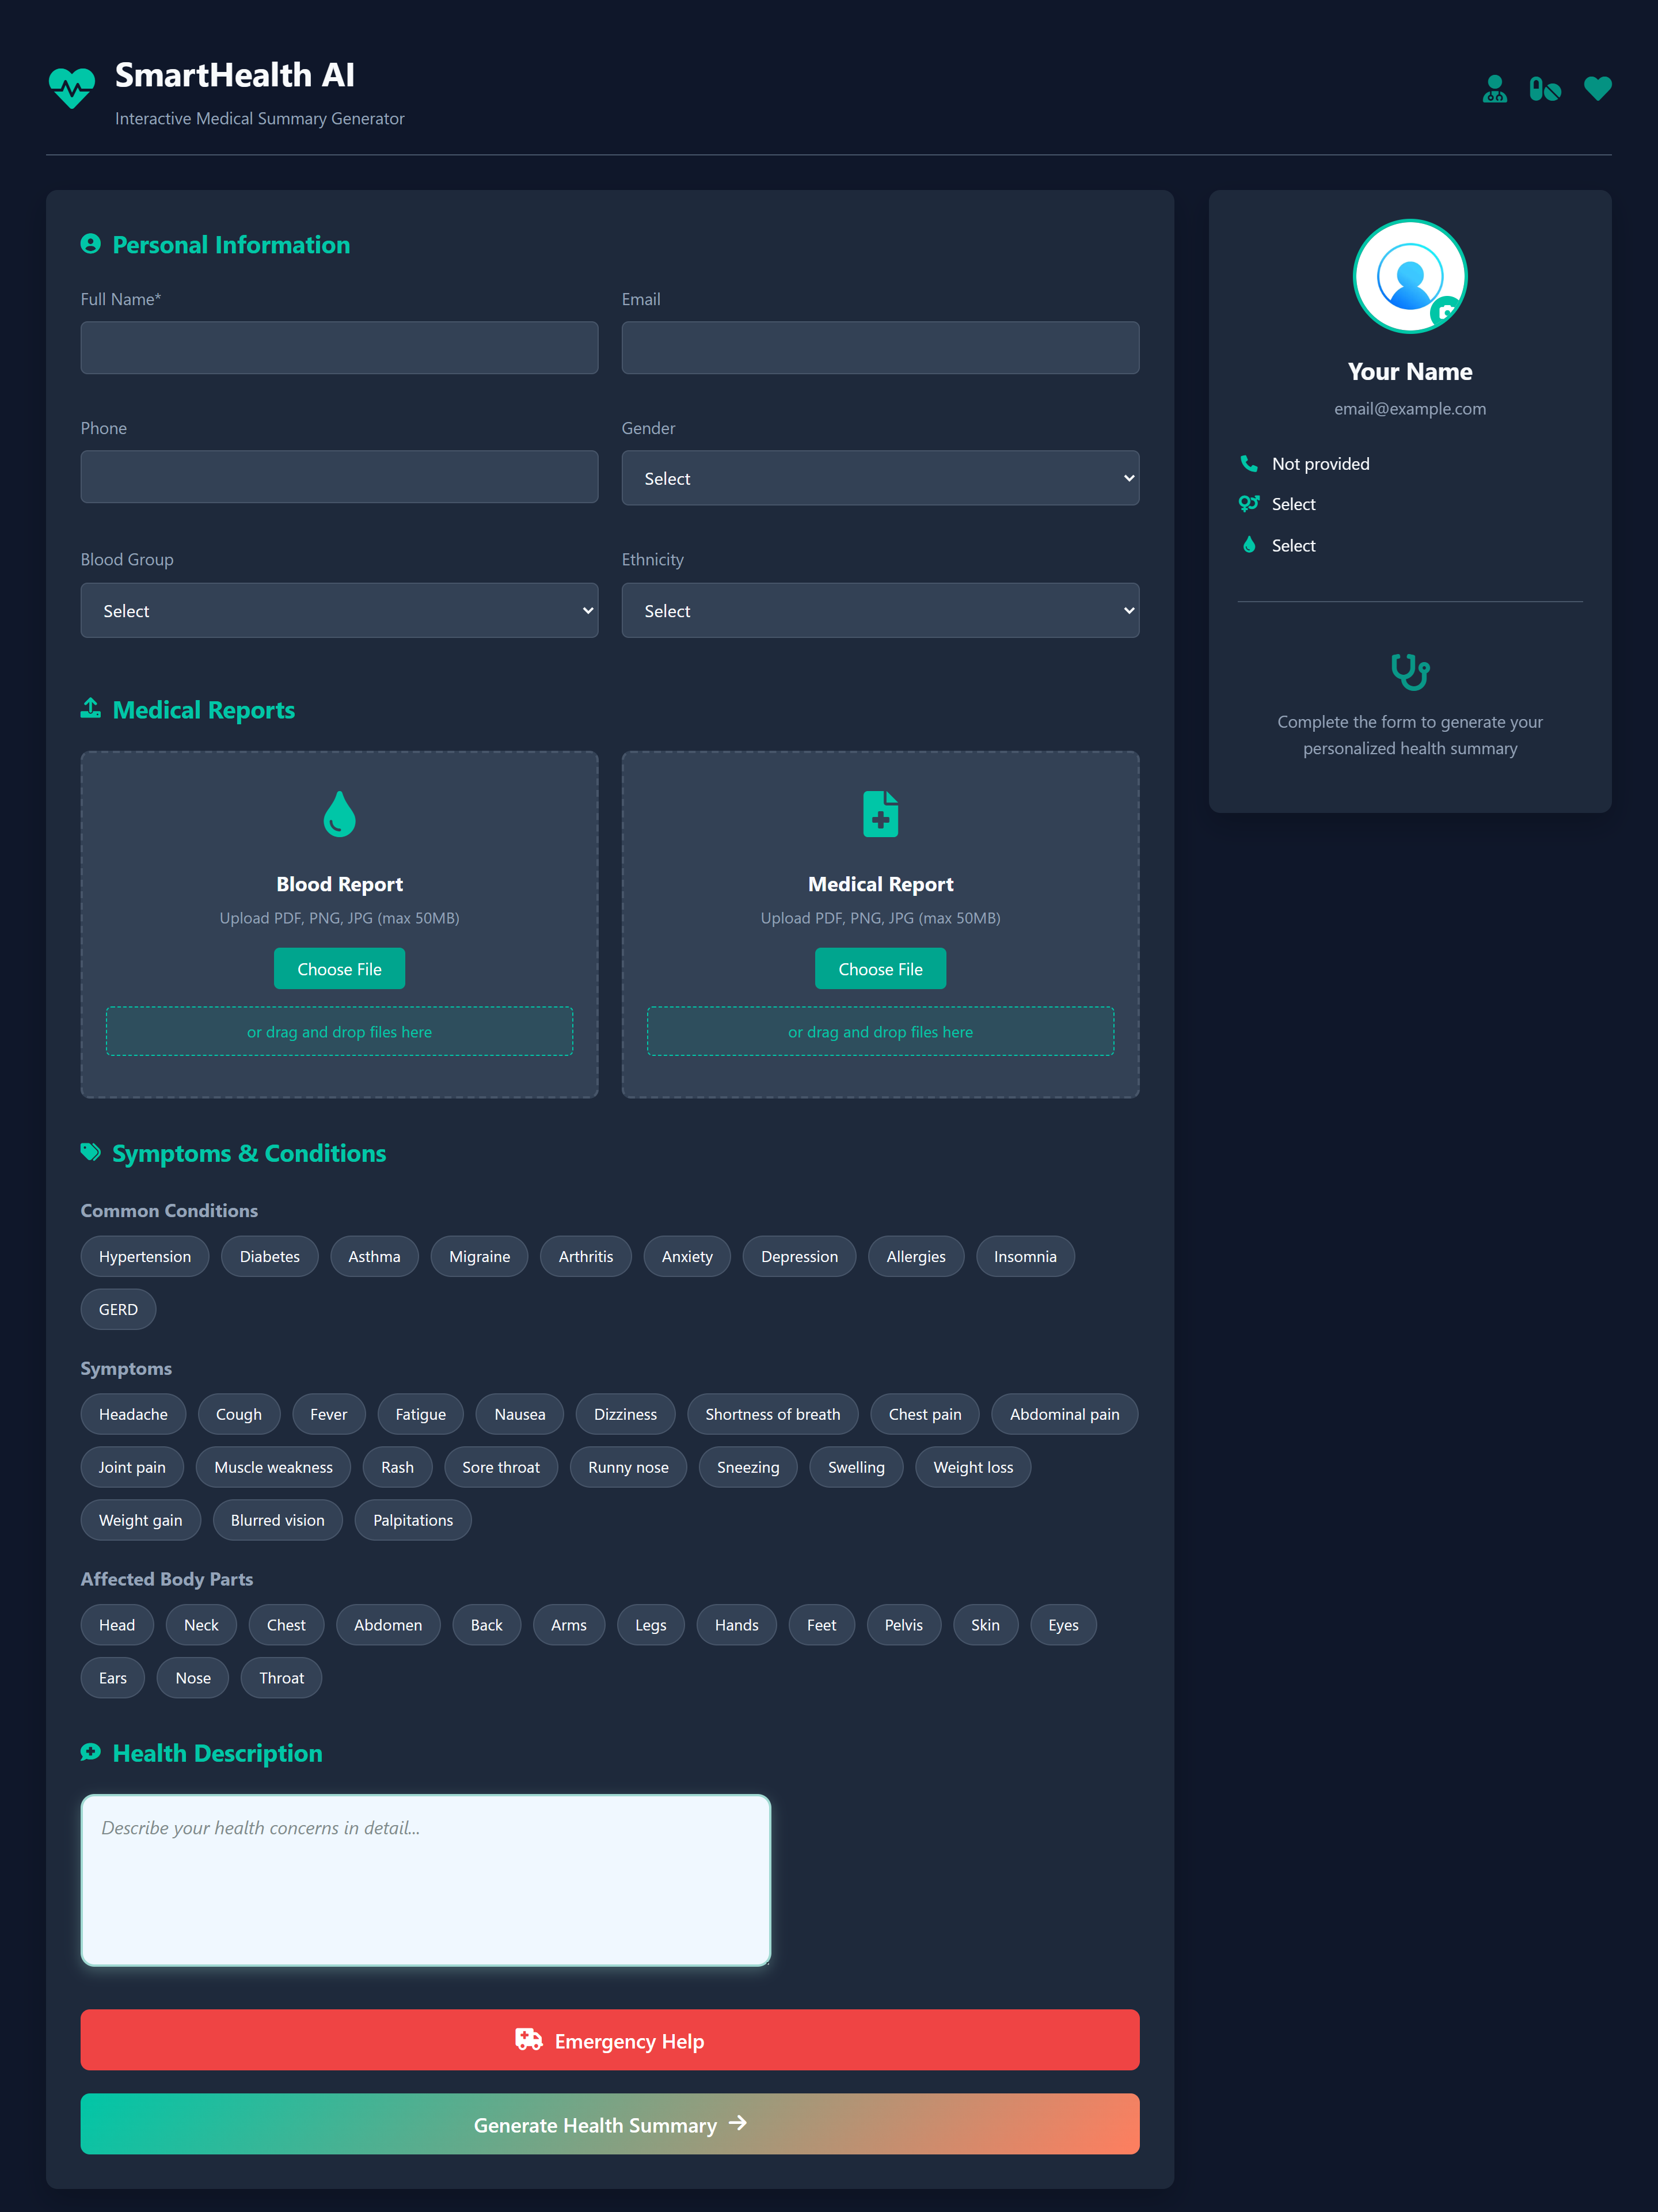 SmartHealth AI
Interactive Medical Summary Generator
Personal Information
Full Name*
Email
Phone
Gender
Select
Blood Group
Ethnicity
Select
Select
Medical Reports
Blood Report
Upload PDF, PNG, JPG (max 50MB)
Choose File
or drag and drop files here
Medical Report
Upload PDF, PNG, JPG (max 50MB)
Choose File
or drag and drop files here
Symptoms & Conditions
Common Conditions
Hypertension Diabetes Asthma Migraine Arthritis Anxiety Depression Allergies Insomnia
GERD
Symptoms
Headache Cough Fever Fatigue Nausea Dizziness Shortness of breath Chest pain Abdominal pain
Joint pain Muscle weakness Rash Sore throat Runny nose Sneezing Swelling Weight loss
Weight gain Blurred vision Palpitations
Affected Body Parts
Head Neck Chest Abdomen Back Arms Legs Hands Feet Pelvis Skin Eyes
Ears Nose Throat
Health Description
Describe your health concerns in detail...
Emergency Help
Generate Health Summary
Your Name
email@example.com
Not provided
Select
Select
Complete the form to generate your
personalized health summary